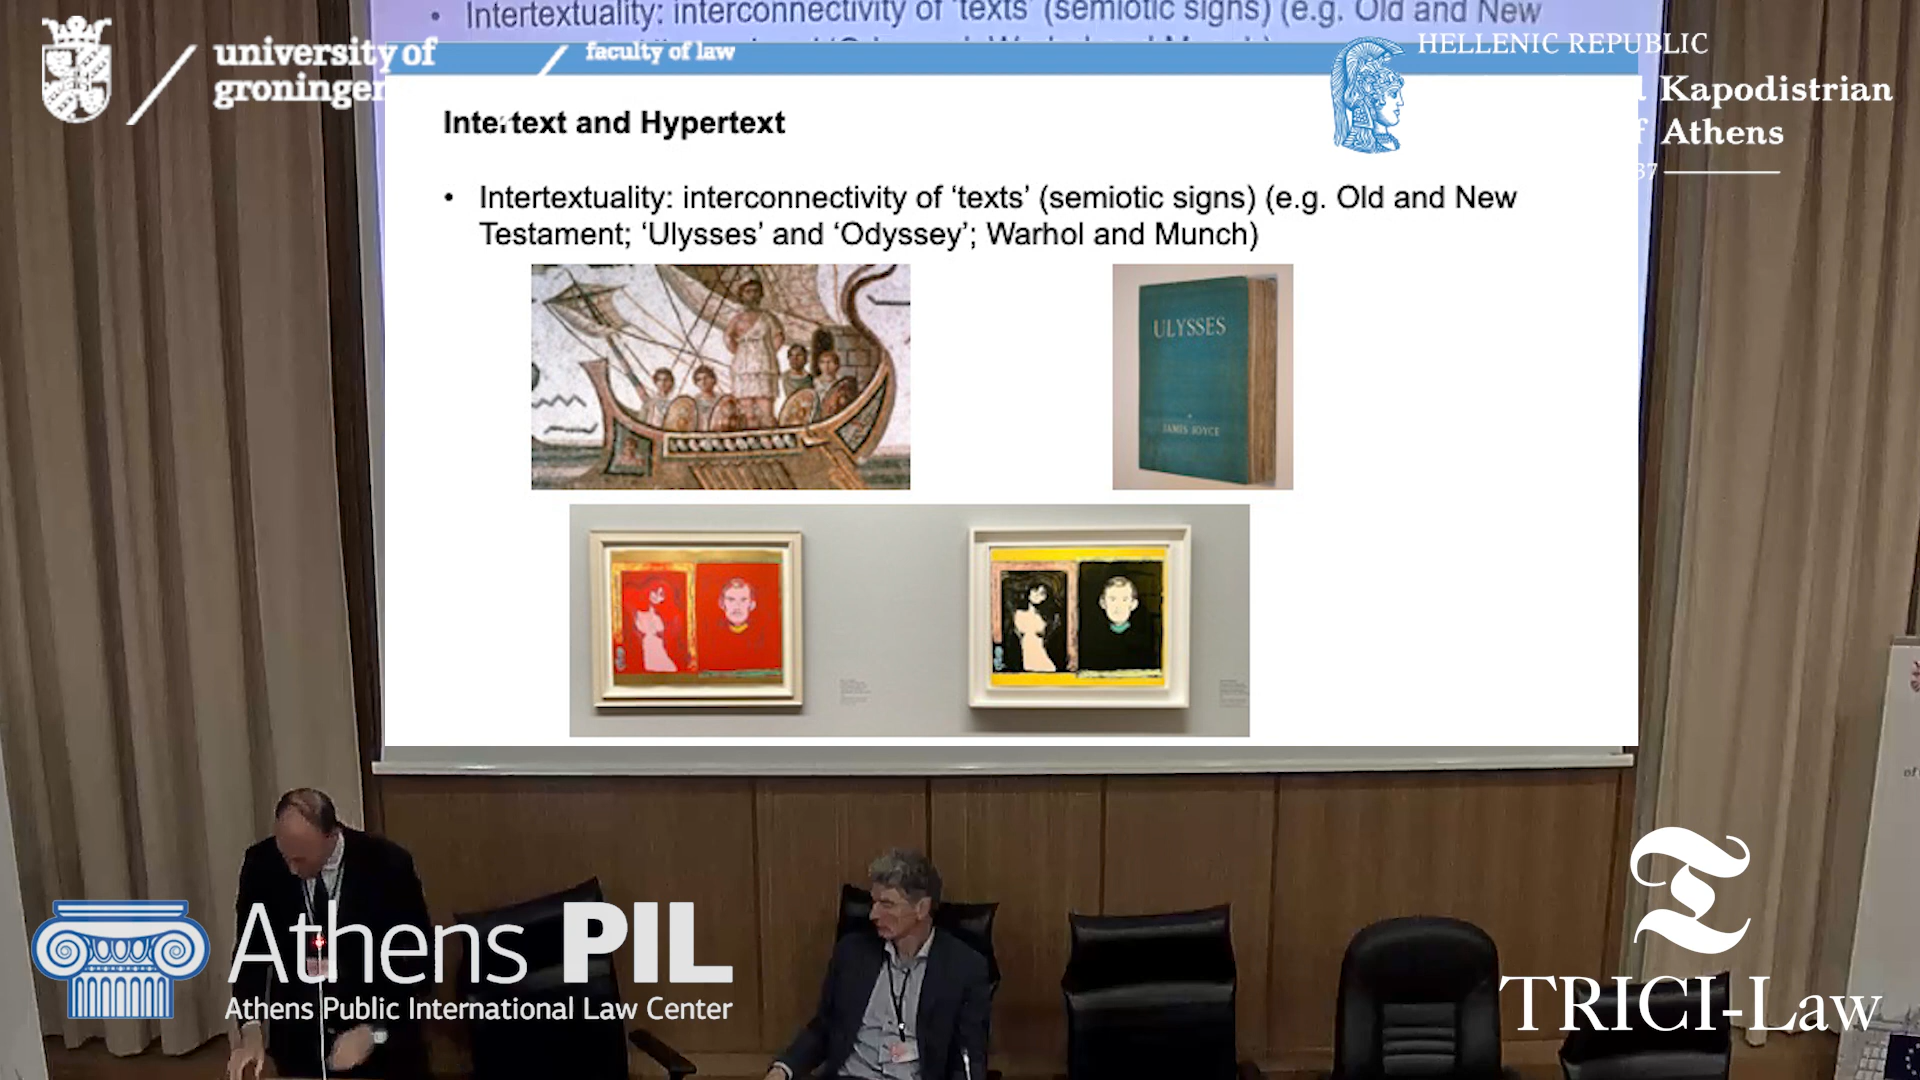 Intertextuality: interconnectivity of 'texts' (semiotic signs) (e.g. Old and New
university of
groningen
faculty of law
HELLENIC REPUBLIC
Kapodistrian
Athens
37
Intertext and Hypertext
• Intertextuality: interconnectivity of ‘texts’ (semiotic signs) (e.g. Old and New
Testament; ‘Ulysses’ and ‘Odyssey’; Warhol and Munch)
ULYSSES
JAMES JOYCE
Athens PIL
Athens Public International Law Center
TRICI-Law